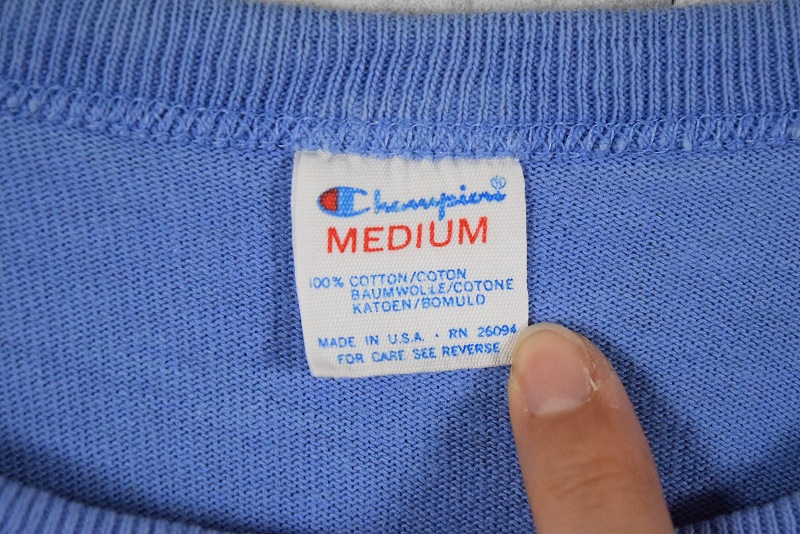 Champion®
MEDIUM
100% COTTON/COTON
BAUMWOLLE/COTONE
KATOEN/BOMULD
MADE IN U.S.A. · RN 26094
FOR CARE SEE REVERSE